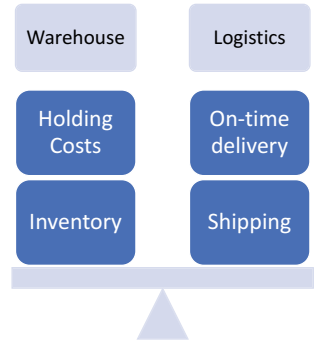 Warehouse
Logistics
Holding
Costs
On-time
delivery
Inventory
Shipping